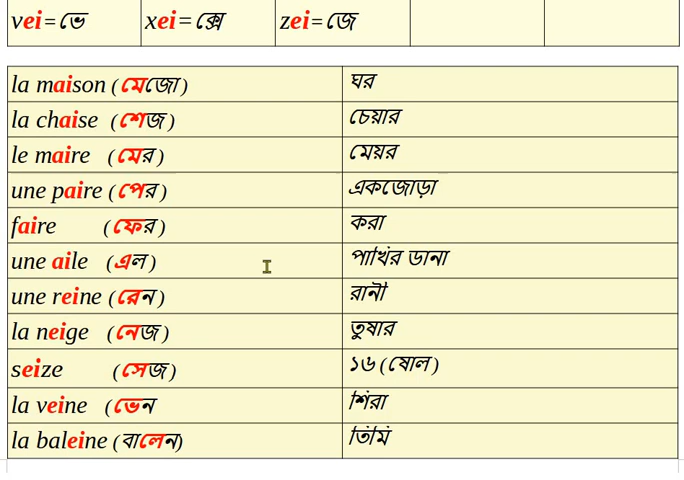 vei=ভে xei=ক্সে zei=জে
la maison (মেজো) ঘর
la chaise (শেজ) চেয়ার
le maire (মের) মেয়র
une paire (পের) একজোড়া
faire (ফের) করা
une aile (এল) পাখির ডানা
une reine (রেন) রানী
la neige (নেজ) তুষার
seize (সেজ) ১৬ (ষোল)
la veine (ভেন শিরা
la baleine (বালেন) তিমি